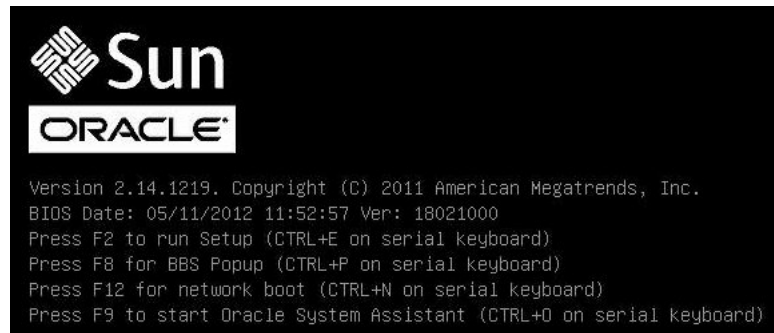 Sun
ORACLE
Version 2.14.1219. Copyright (C) 2011 American Megatrends, Inc.
BIOS Date: 05/11/2012 11:52:57 Ver: 18021000
Press F2 to run Setup (CTRL+E on serial keyboard)
Press F8 for BBS Popup (CTRL+P on serial keyboard)
Press F12 for network boot (CTRL+N on serial keyboard)
Press F9 to start Oracle System Assistant (CTRL+O on serial keyboard)